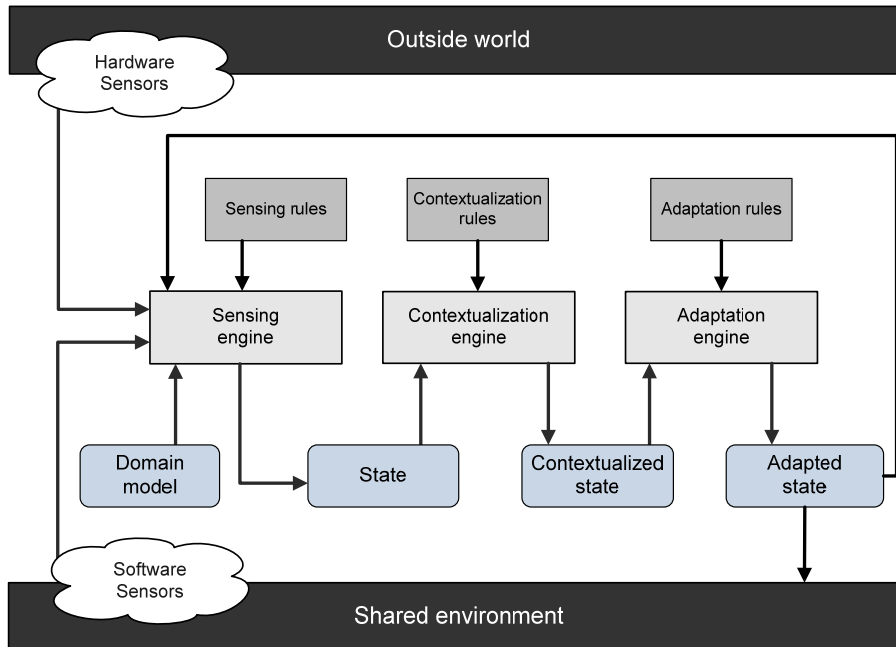 Outside world
Hardware
Sensors
Sensing rules
Contextualization
rules
Adaptation rules
Sensing
engine
Contextualization
engine
Adaptation
engine
Domain
model
State
Contextualized
state
Adapted
state
Software
Sensors
Shared environment